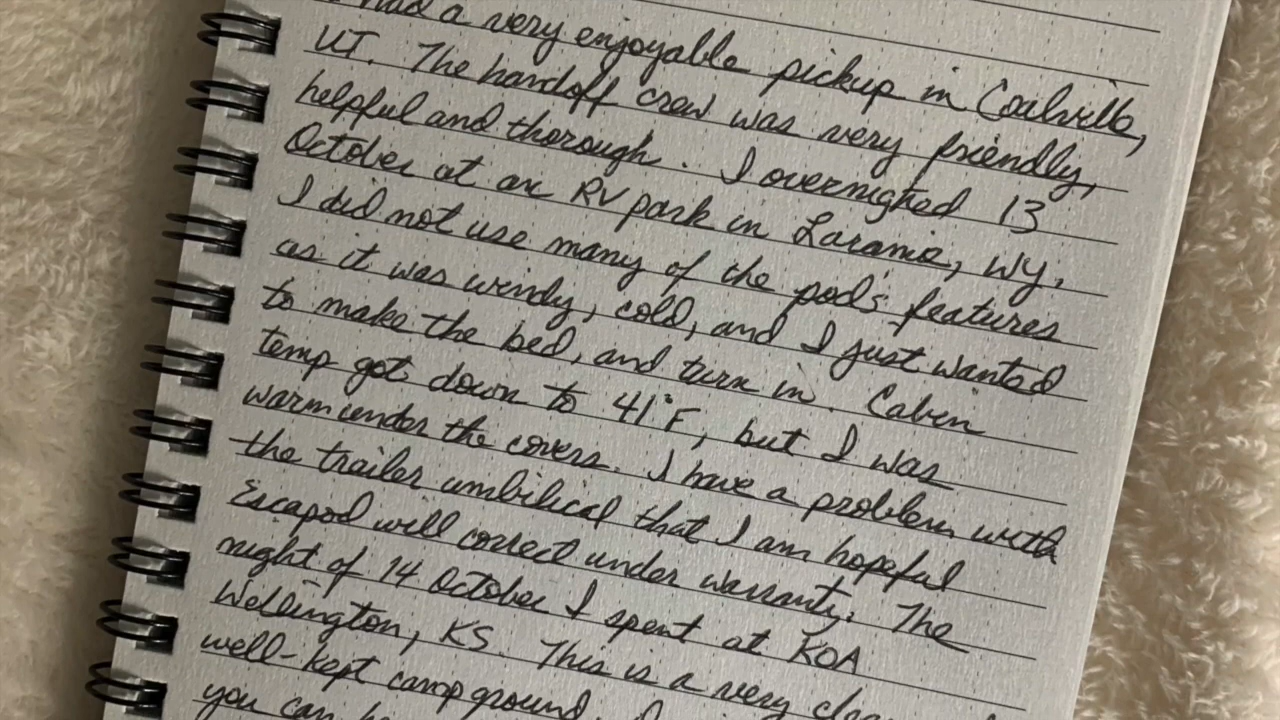 had a very enjoyable pickup in Coalville,
UT. The handoff crew was very friendly,
helpful and thorough. I overnighed 13
October at an RV park in Laramie, WY.
I did not use many of the pod's features
as it was windy, cold, and I just wanted
to make the bed, and turn in. Cabin
temp got down to 41°F, but I was
warm under the covers. I have a problem with
the trailer umbilical that I am hopeful
Escapod will correct under warranty. The
night of 14 October I spent at KOA
Wellington, KS. This is a very clean
well-kept campground.
you can